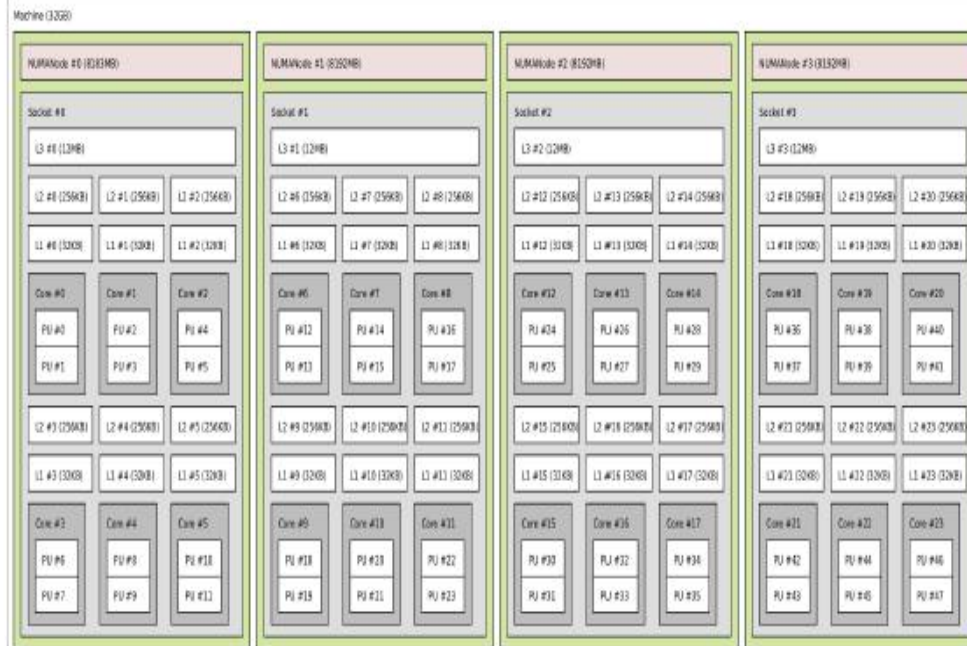 Machine (32GB)
NUMANode #0 (8183MB)
Socket #0
L3 #0 (12MB)
L2 #0 (256KB) L2 #1 (256KB) L2 #2 (256KB)
L1 #0 (32KB) L1 #1 (32KB) L1 #2 (32KB)
Core #0 Core #1 Core #2
PU #0 PU #2 PU #4
PU #1 PU #3 PU #5
L2 #3 (256KB) L2 #4 (256KB) L2 #5 (256KB)
L1 #3 (32KB) L1 #4 (32KB) L1 #5 (32KB)
Core #3 Core #4 Core #5
PU #6 PU #8 PU #10
PU #7 PU #9 PU #11
NUMANode #1 (8192MB)
Socket #1
L3 #1 (12MB)
L2 #6 (256KB) L2 #7 (256KB) L2 #8 (256KB)
L1 #6 (32KB) L1 #7 (32KB) L1 #8 (32KB)
Core #6 Core #7 Core #8
PU #12 PU #14 PU #16
PU #13 PU #15 PU #17
L2 #9 (256KB) L2 #10 (256KB) L2 #11 (256KB)
L1 #9 (32KB) L1 #10 (32KB) L1 #11 (32KB)
Core #9 Core #10 Core #11
PU #18 PU #20 PU #22
PU #19 PU #21 PU #23
NUMANode #2 (8192MB)
Socket #2
L3 #2 (12MB)
L2 #12 (256KB) L2 #13 (256KB) L2 #14 (256KB)
L1 #12 (32KB) L1 #13 (32KB) L1 #14 (32KB)
Core #12 Core #13 Core #14
PU #24 PU #26 PU #28
PU #25 PU #27 PU #29
L2 #15 (256KB) L2 #16 (256KB) L2 #17 (256KB)
L1 #15 (32KB) L1 #16 (32KB) L1 #17 (32KB)
Core #15 Core #16 Core #17
PU #30 PU #32 PU #34
PU #31 PU #33 PU #35
NUMANode #3 (8192MB)
Socket #3
L3 #3 (12MB)
L2 #18 (256KB) L2 #19 (256KB) L2 #20 (256KB)
L1 #18 (32KB) L1 #19 (32KB) L1 #20 (32KB)
Core #18 Core #19 Core #20
PU #36 PU #38 PU #40
PU #37 PU #39 PU #41
L2 #21 (256KB) L2 #22 (256KB) L2 #23 (256KB)
L1 #21 (32KB) L1 #22 (32KB) L1 #23 (32KB)
Core #21 Core #22 Core #23
PU #42 PU #44 PU #46
PU #43 PU #45 PU #47